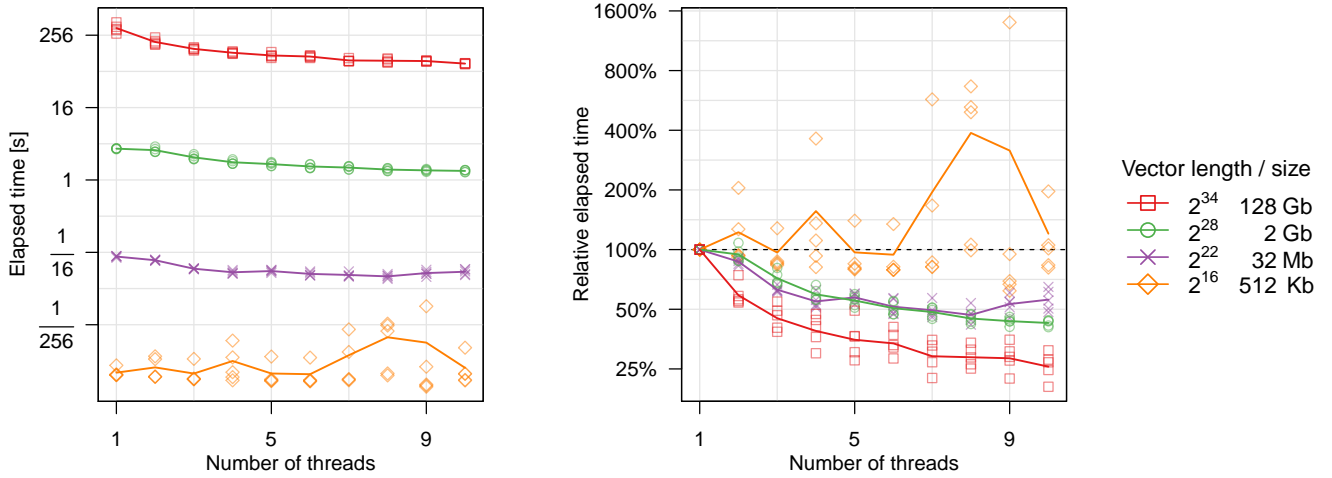 256
16
1
1
16
1
256
Elapsed time [s]
1 5 9
Number of threads
1600%
800%
400%
200%
100%
50%
25%
Relative elapsed time
1 5 9
Number of threads
Vector length / size
2^34 128 Gb
2^28 2 Gb
2^22 32 Mb
2^16 512 Kb